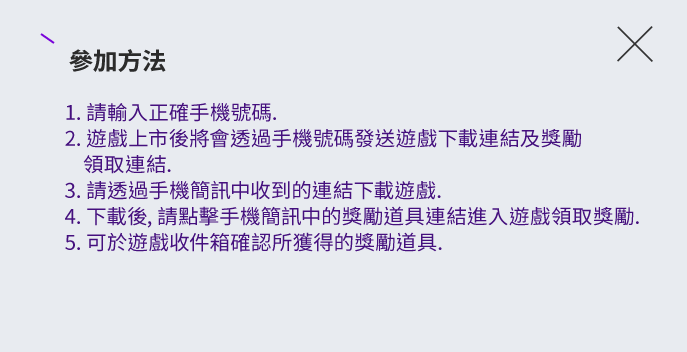 參加方法
1. 請輸入正確手機號碼.
2. 遊戲上市後將會透過手機號碼發送遊戲下載連結及獎勵
領取連結.
3. 請透過手機簡訊中收到的連結下載遊戲.
4. 下載後, 請點擊手機簡訊中的獎勵道具連結進入遊戲領取獎勵.
5. 可於遊戲收件箱確認所獲得的獎勵道具.